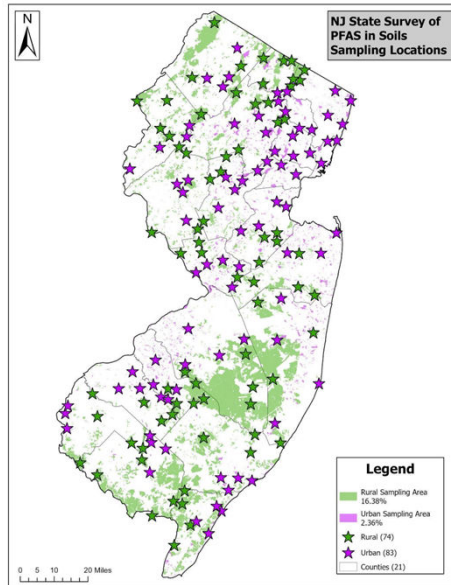 N
NJ State Survey of
PFAS in Soils
Sampling Locations
Legend
Rural Sampling Area
16.38%
Urban Sampling Area
2.36%
Rural (74)
Urban (83)
Counties (21)
0 5 10 20 Miles